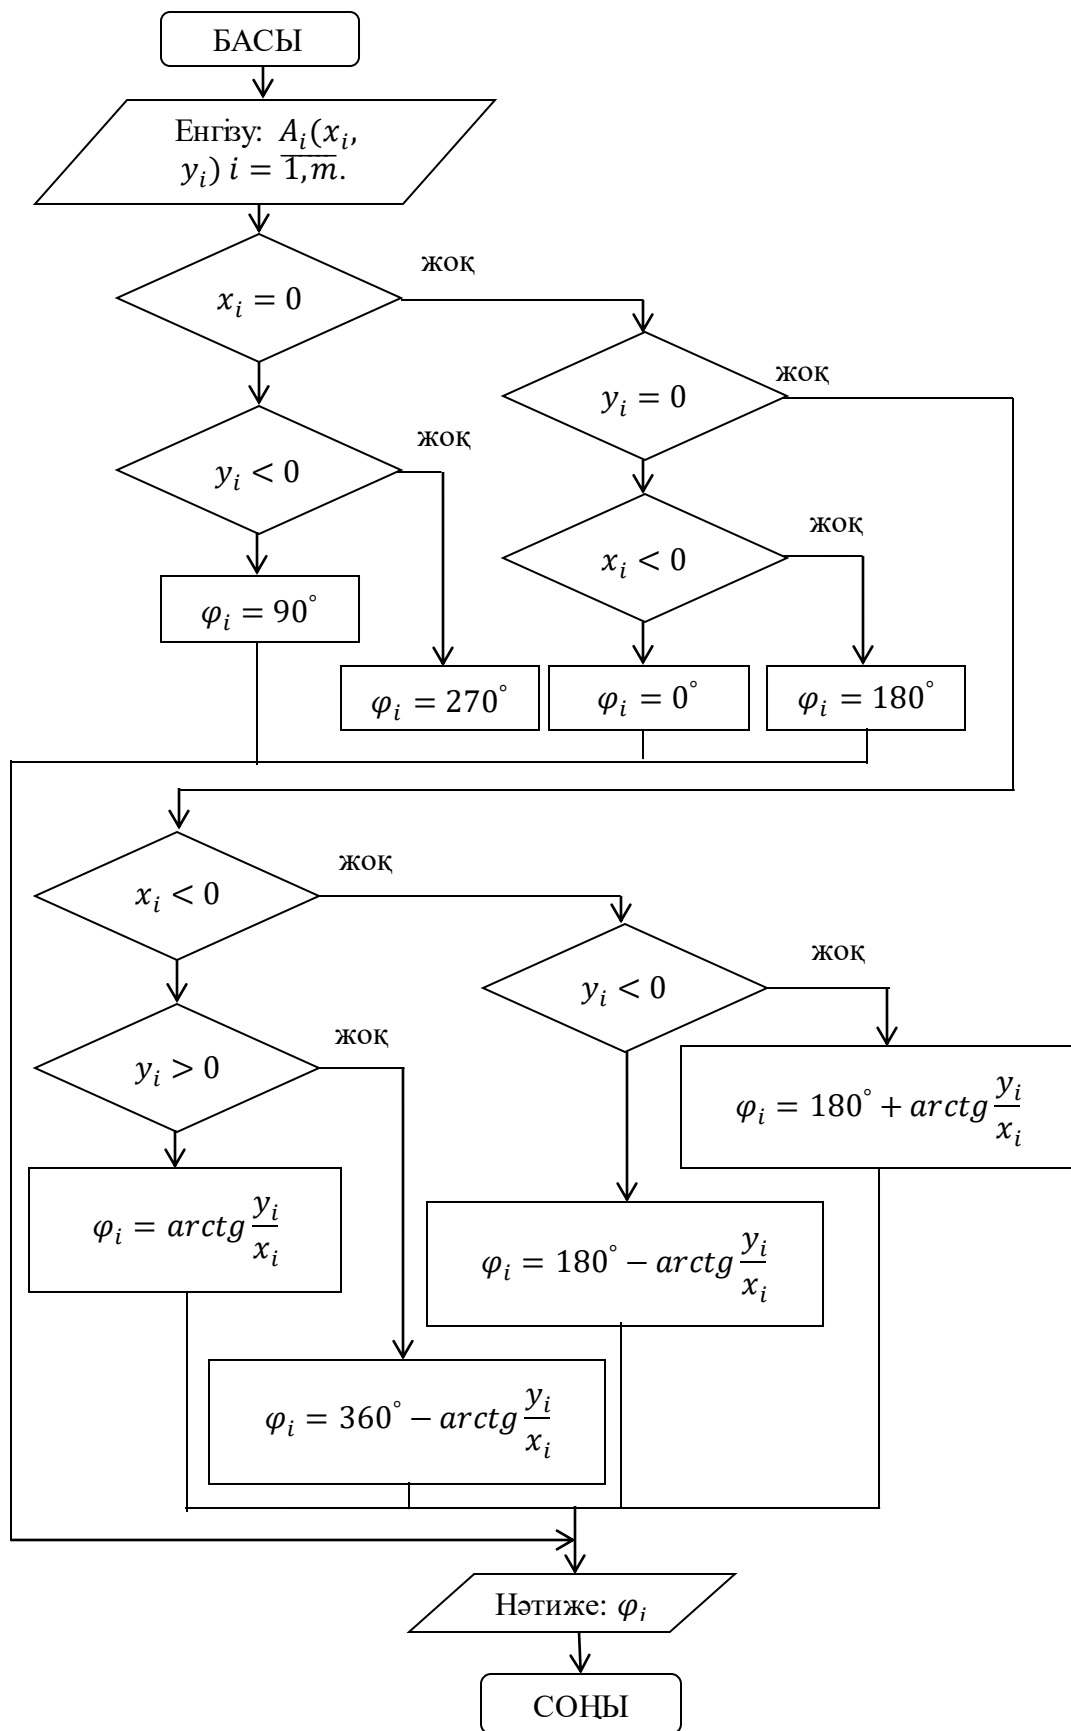 БАСЫ
Енгізу: A_i(x_i,
y_i) i = \overline{1,m}.
жоқ
x_i = 0
жоқ
y_i = 0
жоқ
y_i < 0
жоқ
x_i < 0
φ_i = 90°
φ_i = 270°
φ_i = 0°
φ_i = 180°
жоқ
x_i < 0
жоқ
y_i < 0
жоқ
y_i > 0
φ_i = 180° + arctg y_i/x_i
φ_i = arctg y_i/x_i
φ_i = 180° − arctg y_i/x_i
φ_i = 360° − arctg y_i/x_i
Нәтиже: φ_i
СОҢЫ